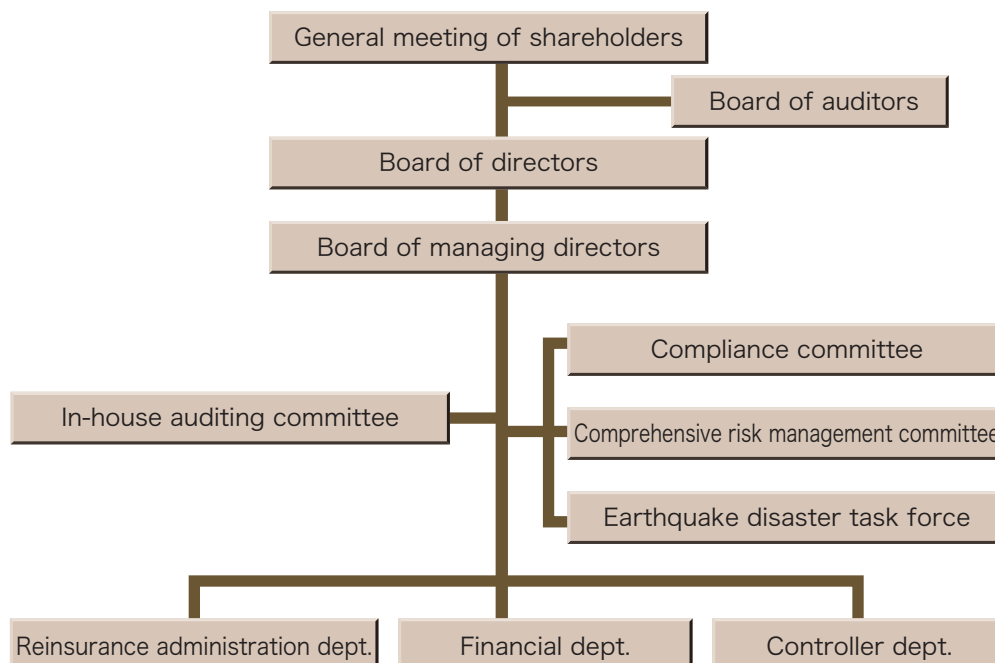 General meeting of shareholders
Board of auditors
Board of directors
Board of managing directors
Compliance committee
In-house auditing committee
Comprehensive risk management committee
Earthquake disaster task force
Reinsurance administration dept.
Financial dept.
Controller dept.